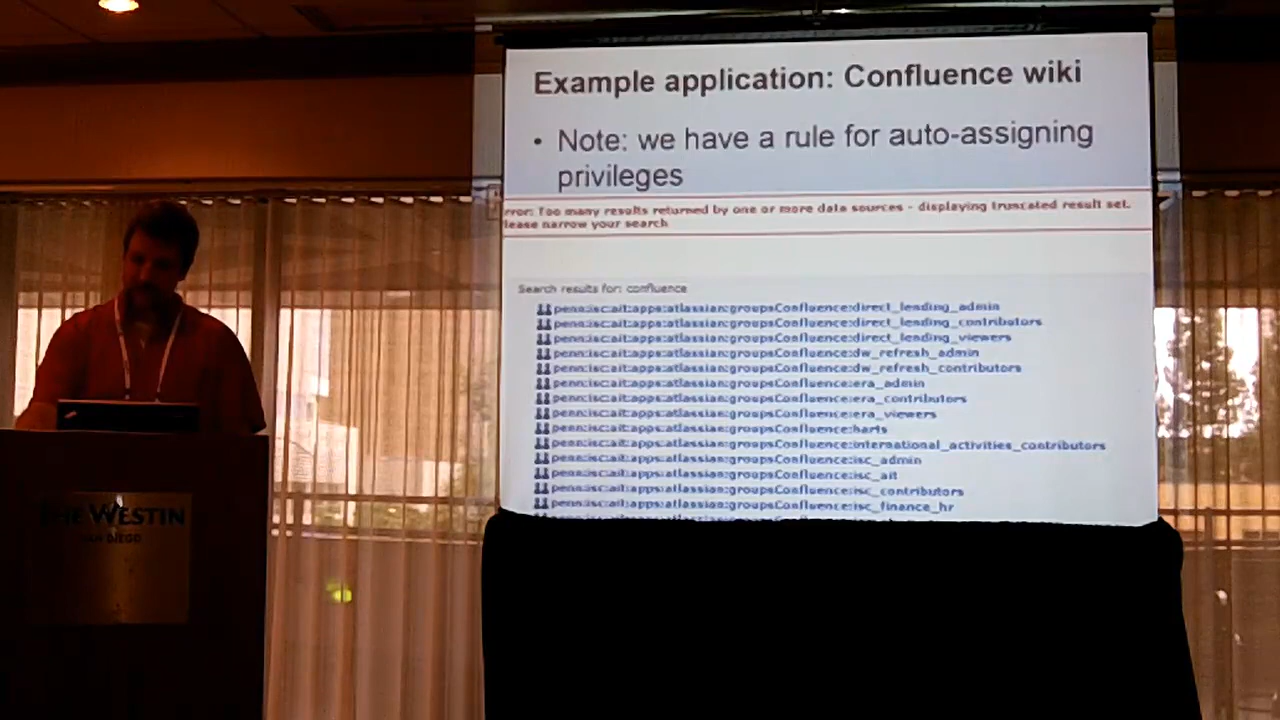 Example application: Confluence wiki
• Note: we have a rule for auto-assigning
privileges
rror: Too many results returned by one or more data sources - displaying truncated result set.
lease narrow your search
Search results for: confluence
penn:isc:ait:apps:atlassian:groupsConfluence:direct_lending_admin
penn:isc:ait:apps:atlassian:groupsConfluence:direct_lending_contributors
penn:isc:ait:apps:atlassian:groupsConfluence:direct_lending_viewers
penn:isc:ait:apps:atlassian:groupsConfluence:dw_refresh_admin
penn:isc:ait:apps:atlassian:groupsConfluence:dw_refresh_contributors
penn:isc:ait:apps:atlassian:groupsConfluence:era_admin
penn:isc:ait:apps:atlassian:groupsConfluence:era_contributors
penn:isc:ait:apps:atlassian:groupsConfluence:era_viewers
penn:isc:ait:apps:atlassian:groupsConfluence:harts
penn:isc:ait:apps:atlassian:groupsConfluence:international_activities_contributors
penn:isc:ait:apps:atlassian:groupsConfluence:isc_admin
penn:isc:ait:apps:atlassian:groupsConfluence:isc_ait
penn:isc:ait:apps:atlassian:groupsConfluence:isc_contributors
penn:isc:ait:apps:atlassian:groupsConfluence:isc_finance_hr
THE WESTIN
SAN DIEGO